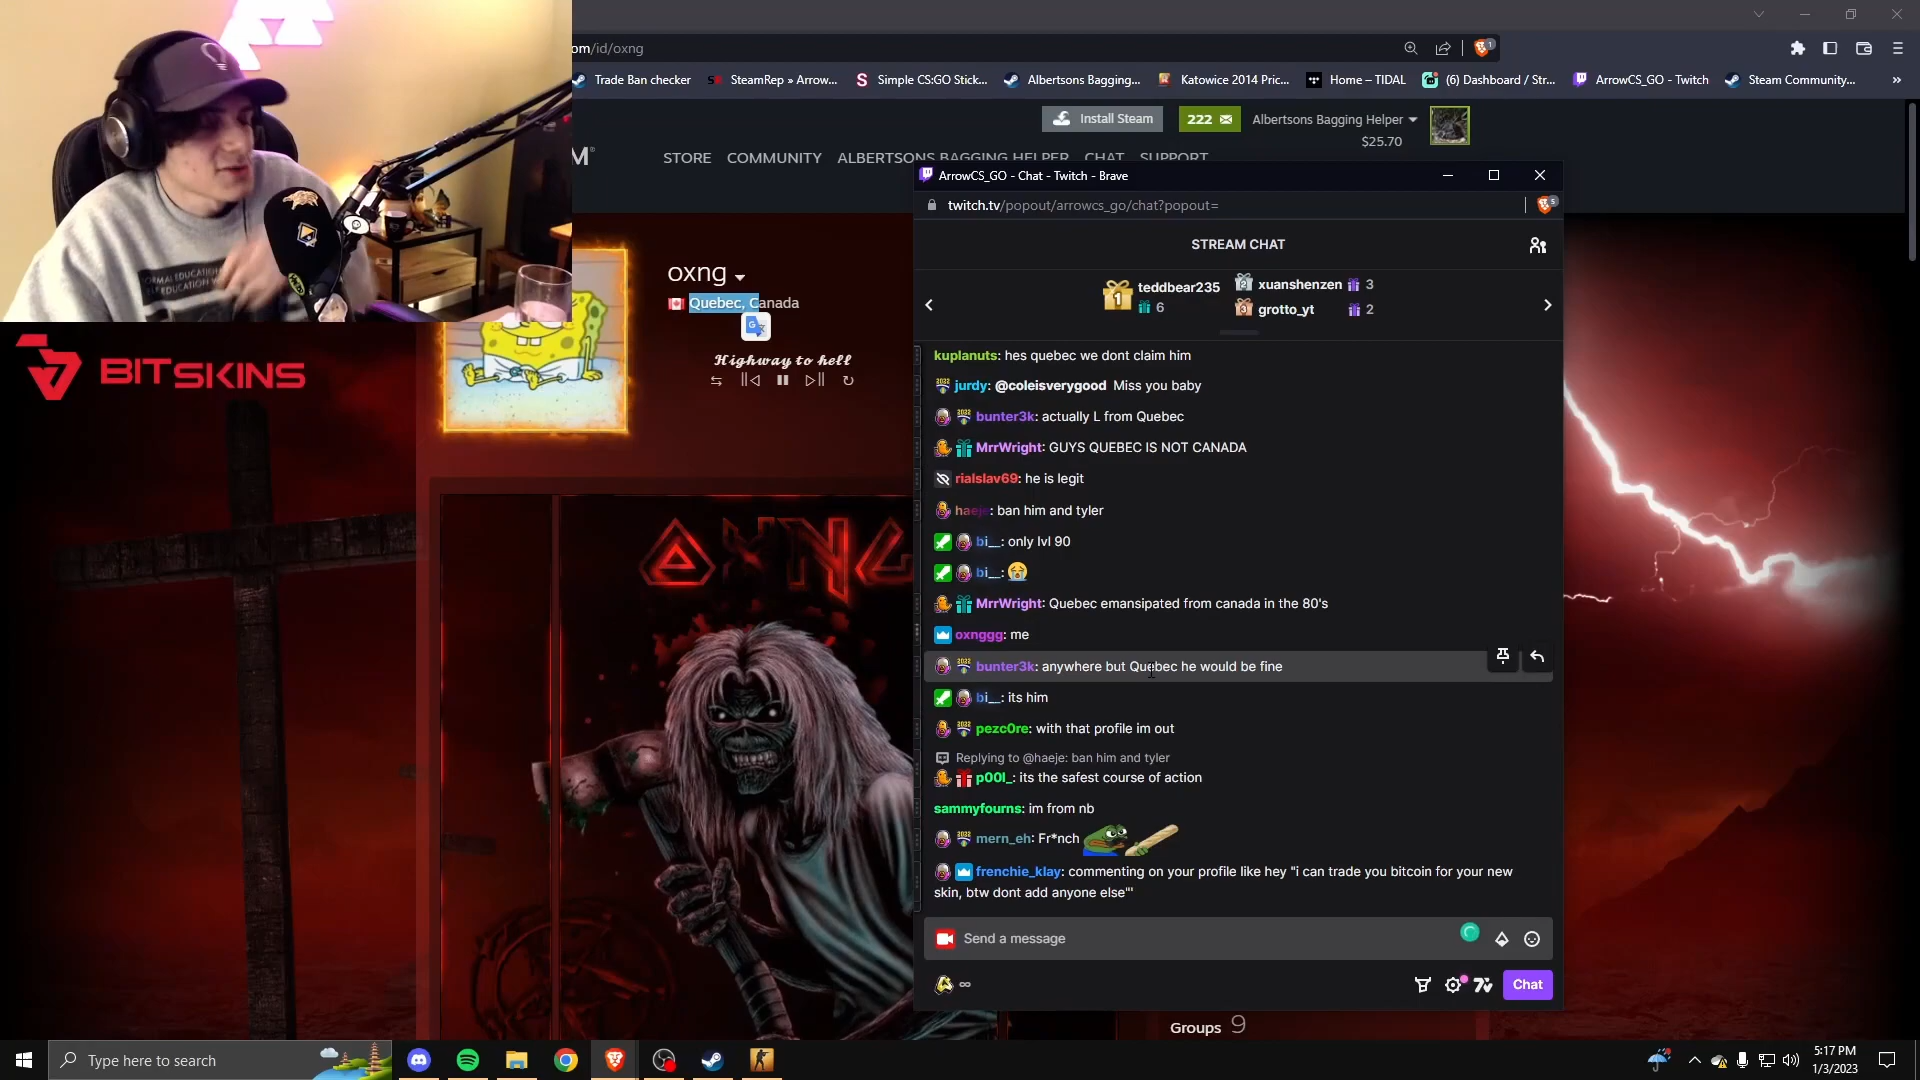 om/id/oxng
Trade Ban checker
SteamRep » Arrow...
Simple CS:GO Stick...
Albertsons Bagging...
Katowice 2014 Pric...
Home – TIDAL
(6) Dashboard / Str...
ArrowCS_GO - Twitch
Steam Community...
Install Steam
222
Albertsons Bagging Helper
$25.70
STORE COMMUNITY ALBERTSONS BAGGING HELPER CHAT SUPPORT
ArrowCS_GO - Chat - Twitch - Brave
twitch.tv/popout/arrowcs_go/chat?popout=
STREAM CHAT
teddbear235
6
xuanshenzen 3
grotto_yt 2
oxng
Quebec, Canada
𝓗𝓲𝓰𝓱𝔀𝓪𝔂 𝓽𝓸 𝓱𝓮𝓵𝓵
BITSKINS
OXNG
kuplanuts: hes quebec we dont claim him
jurdy: @coleisverygood Miss you baby
bunter3k: actually L from Quebec
MrrWright: GUYS QUEBEC IS NOT CANADA
rialslav69: he is legit
haeje: ban him and tyler
bi__: only lvl 90
bi__: 😭
MrrWright: Quebec emansipated from canada in the 80's
oxnggg: me
bunter3k: anywhere but Quebec he would be fine
bi__: its him
pezc0re: with that profile im out
Replying to @haeje: ban him and tyler
p00l_: its the safest course of action
sammyfourns: im from nb
mern_eh: Fr*nch
frenchie_klay: commenting on your profile like hey "i can trade you bitcoin for your new
skin, btw dont add anyone else"'
Send a message
∞
Chat
Groups 9
Type here to search
5:17 PM
1/3/2023